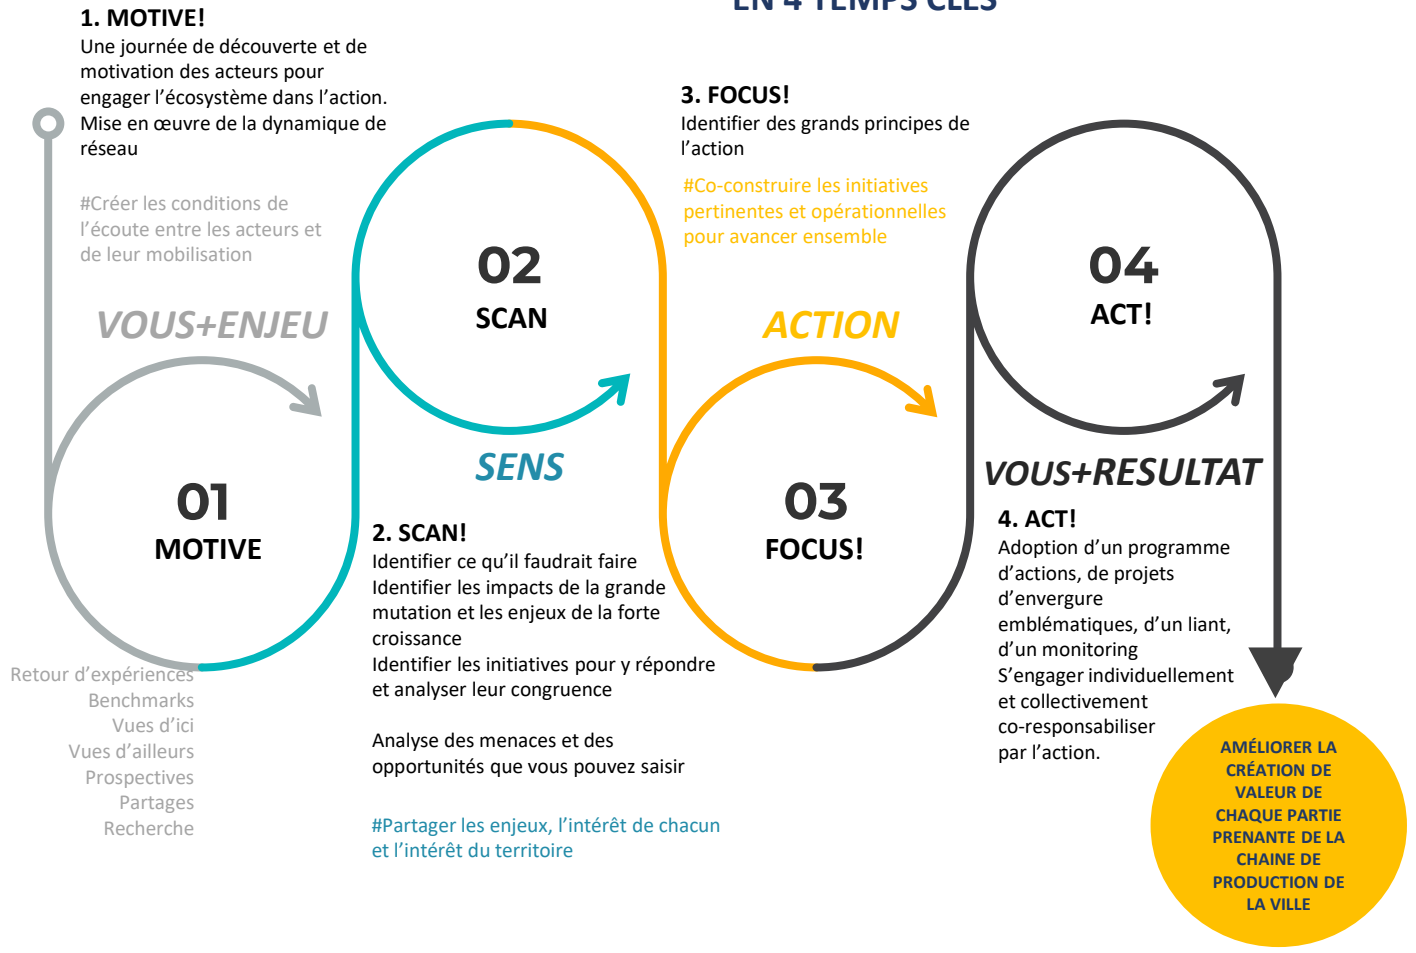 EN 4 TEMPS CLÉS
1. MOTIVE!
Une journée de découverte et de
motivation des acteurs pour
engager l’écosystème dans l’action.
Mise en œuvre de la dynamique de
réseau
#Créer les conditions de
l’écoute entre les acteurs et
de leur mobilisation
VOUS+ENJEU
01
MOTIVE
Retour d’expériences
Benchmarks
Vues d’ici
Vues d’ailleurs
Prospectives
Partages
Recherche
02
SCAN
SENS
2. SCAN!
Identifier ce qu’il faudrait faire
Identifier les impacts de la grande
mutation et les enjeux de la forte
croissance
Identifier les initiatives pour y répondre
et analyser leur congruence
Analyse des menaces et des
opportunités que vous pouvez saisir
#Partager les enjeux, l’intérêt de chacun
et l’intérêt du territoire
3. FOCUS!
Identifier des grands principes de
l’action
#Co-construire les initiatives
pertinentes et opérationnelles
pour avancer ensemble
ACTION
03
FOCUS!
04
ACT!
VOUS+RESULTAT
4. ACT!
Adoption d’un programme
d’actions, de projets
d’envergure
emblématiques, d’un liant,
d’un monitoring
S’engager individuellement
et collectivement
co-responsabiliser
par l’action.
AMÉLIORER LA
CRÉATION DE
VALEUR DE
CHAQUE PARTIE
PRENANTE DE LA
CHAINE DE
PRODUCTION DE
LA VILLE